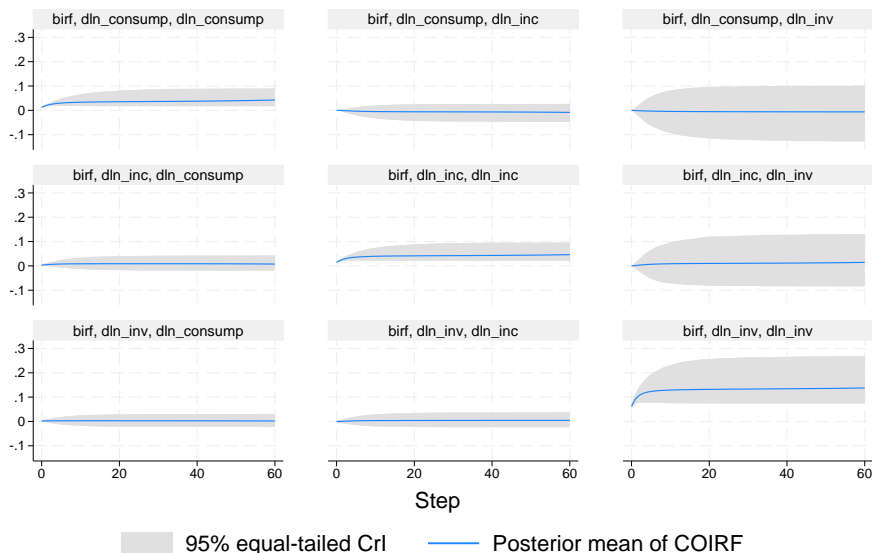 birf, dln_consump, dln_consump
birf, dln_consump, dln_inc
birf, dln_consump, dln_inv
.3
.2
.1
0
-.1
birf, dln_inc, dln_consump
birf, dln_inc, dln_inc
birf, dln_inc, dln_inv
.3
.2
.1
0
-.1
birf, dln_inv, dln_consump
birf, dln_inv, dln_inc
birf, dln_inv, dln_inv
.3
.2
.1
0
-.1
0 20 40 60
0 20 40 60
0 20 40 60
Step
95% equal-tailed CrI
Posterior mean of COIRF